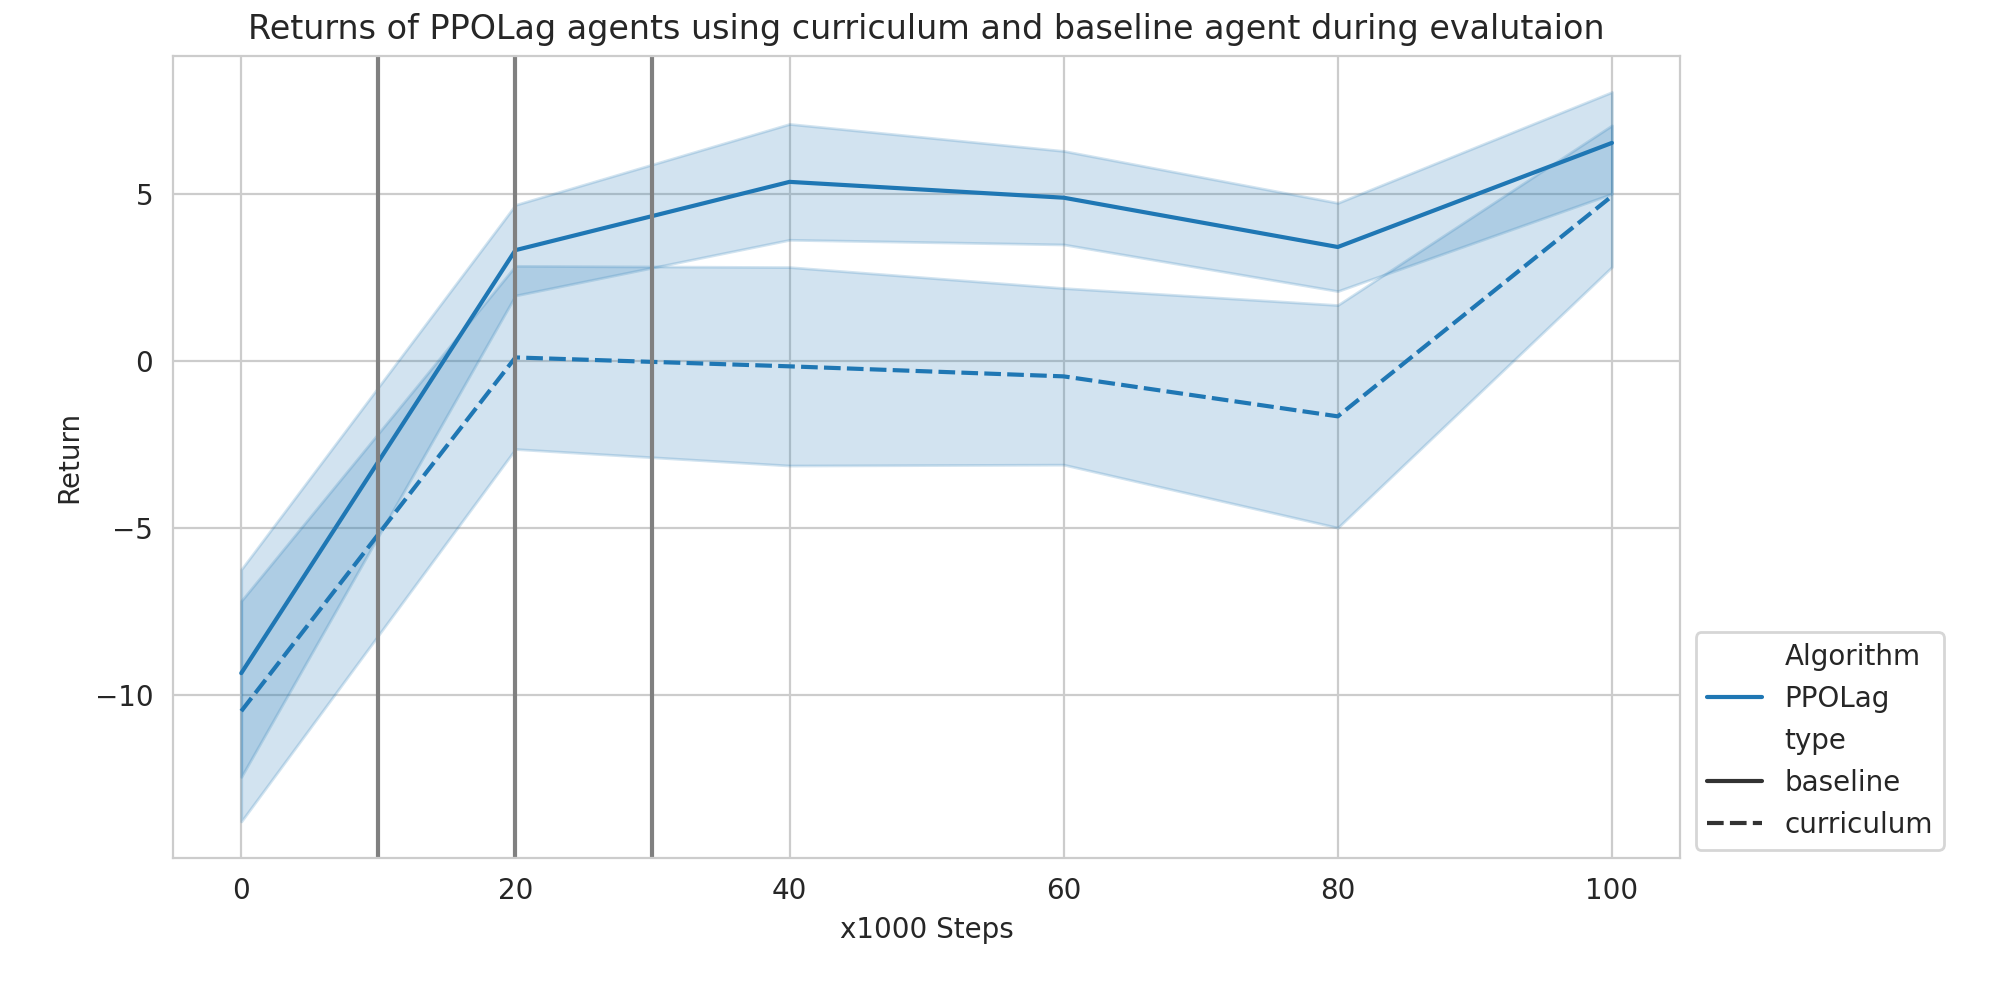 Returns of PPOLag agents using curriculum and baseline agent during evalutaion
Return
5
0
−5
−10
0 20 40 60 80 100
x1000 Steps
Algorithm
PPOLag
type
baseline
curriculum